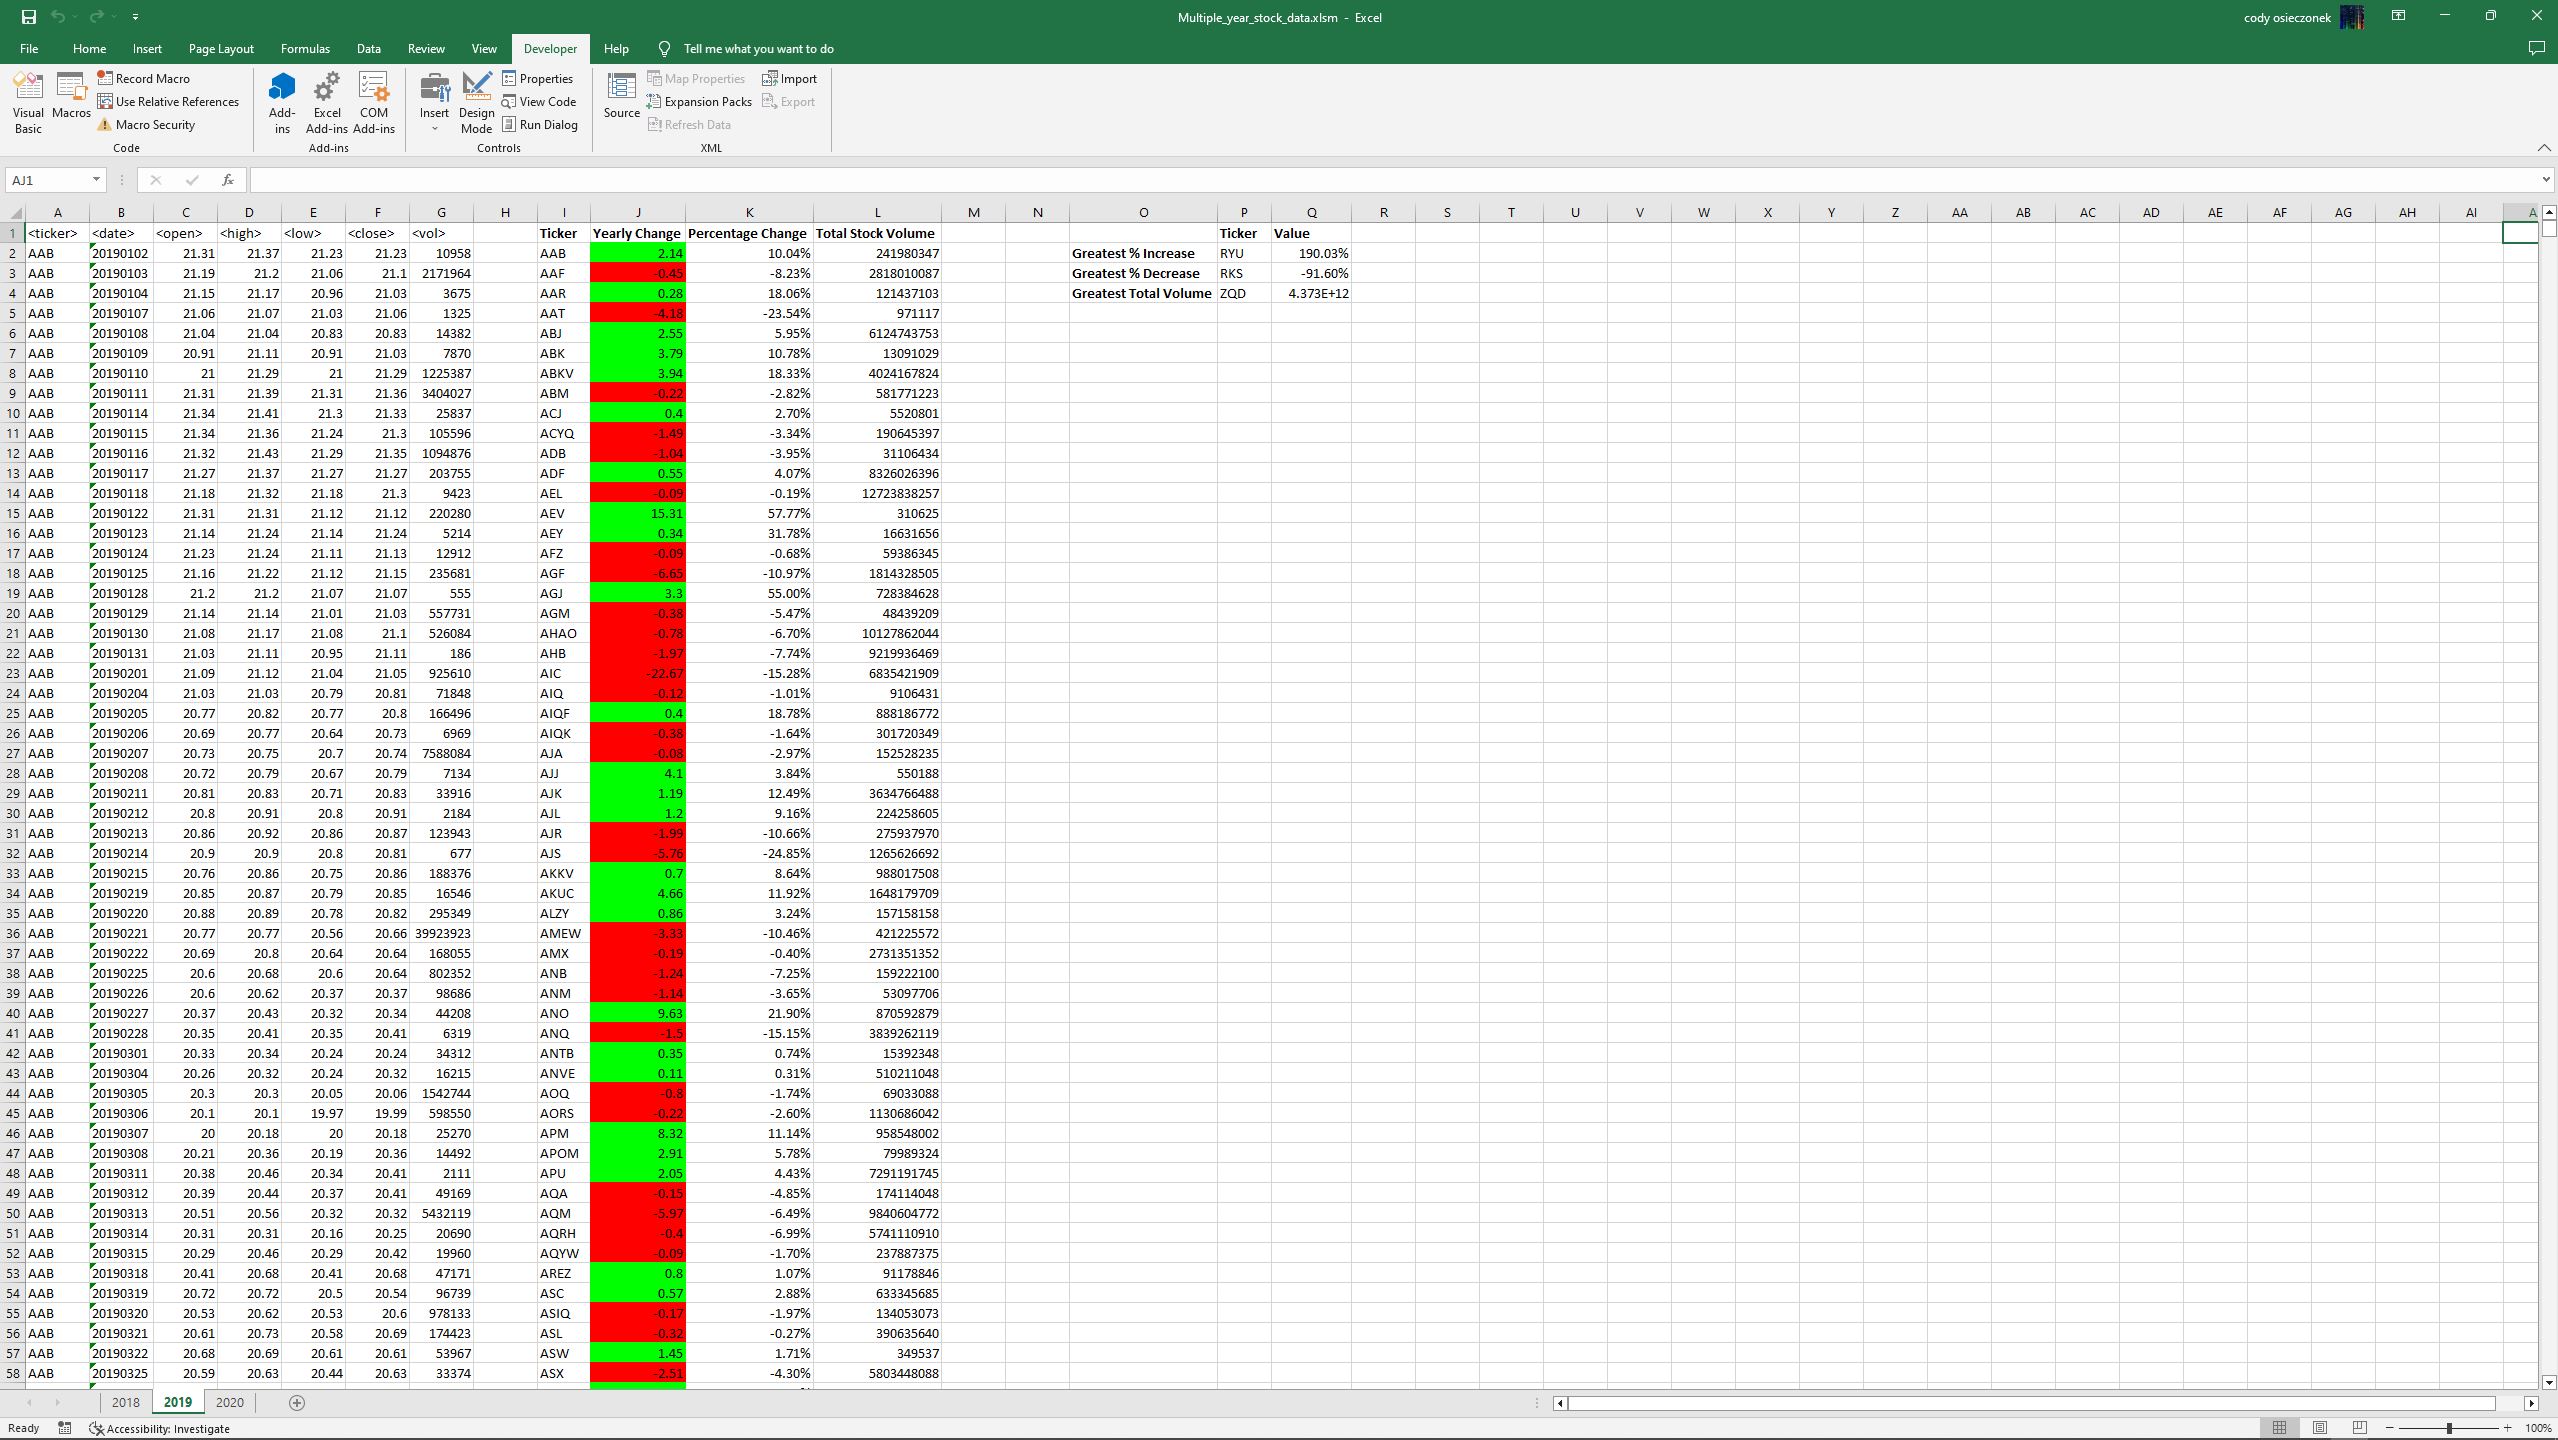 Multiple_year_stock_data.xlsm - Excel
cody osieczonek
File Home Insert Page Layout Formulas Data Review View Developer Help Tell me what you want to do
Visual Basic
Macros
Record Macro
Use Relative References
Macro Security
Code
Add-ins
Excel Add-ins
COM Add-ins
Add-ins
Insert
Design Mode
Properties
View Code
Run Dialog
Controls
Source
Map Properties
Expansion Packs
Refresh Data
Import
Export
XML
AJ1
fx
A B C D E F G H I J K L M N O P Q R S T U V W X Y Z AA AB AC AD AE AF AG AH AI A
1 <ticker> <date> <open> <high> <low> <close> <vol> Ticker Yearly Change Percentage Change Total Stock Volume Ticker Value
2 AAB 20190102 21.31 21.37 21.23 21.23 10958 AAB 2.14 10.04% 241980347 Greatest % Increase RYU 190.03%
3 AAB 20190103 21.19 21.2 21.06 21.1 2171964 AAF -0.45 -8.23% 2818010087 Greatest % Decrease RKS -91.60%
4 AAB 20190104 21.15 21.17 20.96 21.03 3675 AAR 0.28 18.06% 121437103 Greatest Total Volume ZQD 4.373E+12
5 AAB 20190107 21.06 21.07 21.03 21.06 1325 AAT -4.18 -23.54% 971117
6 AAB 20190108 21.04 21.04 20.83 20.83 14382 ABJ 2.55 5.95% 6124743753
7 AAB 20190109 20.91 21.11 20.91 21.03 7870 ABK 3.79 10.78% 13091029
8 AAB 20190110 21 21.29 21 21.29 1225387 ABKV 3.94 18.33% 4024167824
9 AAB 20190111 21.31 21.39 21.31 21.36 3404027 ABM -0.22 -2.82% 581771223
10 AAB 20190114 21.34 21.41 21.3 21.33 25837 ACJ 0.4 2.70% 5520801
11 AAB 20190115 21.34 21.36 21.24 21.3 105596 ACYQ -1.49 -3.34% 190645397
12 AAB 20190116 21.32 21.43 21.29 21.35 1094876 ADB -1.04 -3.95% 31106434
13 AAB 20190117 21.27 21.37 21.27 21.27 203755 ADF 0.55 4.07% 8326026396
14 AAB 20190118 21.18 21.32 21.18 21.3 9423 AEL -0.09 -0.19% 12723838257
15 AAB 20190122 21.31 21.31 21.12 21.12 220280 AEV 15.31 57.77% 310625
16 AAB 20190123 21.14 21.24 21.14 21.24 5214 AEY 0.34 31.78% 16631656
17 AAB 20190124 21.23 21.24 21.11 21.13 12912 AFZ -0.09 -0.68% 59386345
18 AAB 20190125 21.16 21.22 21.12 21.15 235681 AGF -6.65 -10.97% 1814328505
19 AAB 20190128 21.2 21.2 21.07 21.07 555 AGJ 3.3 55.00% 728384628
20 AAB 20190129 21.14 21.14 21.01 21.03 557731 AGM -0.38 -5.47% 48439209
21 AAB 20190130 21.08 21.17 21.08 21.1 526084 AHAO -0.78 -6.70% 10127862044
22 AAB 20190131 21.03 21.11 20.95 21.11 186 AHB -1.97 -7.74% 9219936469
23 AAB 20190201 21.09 21.12 21.04 21.05 925610 AIC -22.67 -15.28% 6835421909
24 AAB 20190204 21.03 21.03 20.79 20.81 71848 AIQ -0.12 -1.01% 9106431
25 AAB 20190205 20.77 20.82 20.77 20.8 166496 AIQF 0.4 18.78% 888186772
26 AAB 20190206 20.69 20.77 20.64 20.73 6969 AIQK -0.38 -1.64% 301720349
27 AAB 20190207 20.73 20.75 20.7 20.74 7588084 AJA -0.08 -2.97% 152528235
28 AAB 20190208 20.72 20.79 20.67 20.79 7134 AJJ 4.1 3.84% 550188
29 AAB 20190211 20.81 20.83 20.71 20.83 33916 AJK 1.19 12.49% 3634766488
30 AAB 20190212 20.8 20.91 20.8 20.91 2184 AJL 1.2 9.16% 224258605
31 AAB 20190213 20.86 20.92 20.86 20.87 123943 AJR -1.99 -10.66% 275937970
32 AAB 20190214 20.9 20.9 20.8 20.81 677 AJS -5.76 -24.85% 1265626692
33 AAB 20190215 20.76 20.86 20.75 20.86 188376 AKKV 0.7 8.64% 988017508
34 AAB 20190219 20.85 20.87 20.79 20.85 16546 AKUC 4.66 11.92% 1648179709
35 AAB 20190220 20.88 20.89 20.78 20.82 295349 ALZY 0.86 3.24% 157158158
36 AAB 20190221 20.77 20.77 20.56 20.66 39923923 AMEW -3.33 -10.46% 421225572
37 AAB 20190222 20.69 20.8 20.64 20.64 168055 AMX -0.19 -0.40% 2731351352
38 AAB 20190225 20.6 20.68 20.6 20.64 802352 ANB -1.24 -7.25% 159222100
39 AAB 20190226 20.6 20.62 20.37 20.37 98686 ANM -1.14 -3.65% 53097706
40 AAB 20190227 20.37 20.43 20.32 20.34 44208 ANO 9.63 21.90% 870592879
41 AAB 20190228 20.35 20.41 20.35 20.41 6319 ANQ -1.5 -15.15% 3839262119
42 AAB 20190301 20.33 20.34 20.24 20.24 34312 ANTB 0.35 0.74% 15392348
43 AAB 20190304 20.26 20.32 20.24 20.32 16215 ANVE 0.11 0.31% 510211048
44 AAB 20190305 20.3 20.3 20.05 20.06 1542744 AOQ -0.8 -1.74% 69033088
45 AAB 20190306 20.1 20.1 19.97 19.99 598550 AORS -0.22 -2.60% 1130686042
46 AAB 20190307 20 20.18 20 20.18 25270 APM 8.32 11.14% 958548002
47 AAB 20190308 20.21 20.36 20.19 20.36 14492 APOM 2.91 5.78% 79989324
48 AAB 20190311 20.38 20.46 20.34 20.41 2111 APU 2.05 4.43% 7291191745
49 AAB 20190312 20.39 20.44 20.37 20.41 49169 AQA -0.15 -4.85% 174114048
50 AAB 20190313 20.51 20.56 20.32 20.32 5432119 AQM -5.97 -6.49% 9840604772
51 AAB 20190314 20.31 20.31 20.16 20.25 20690 AQRH -0.4 -6.99% 5741110910
52 AAB 20190315 20.29 20.46 20.29 20.42 19960 AQYW -0.09 -1.70% 237887375
53 AAB 20190318 20.41 20.68 20.41 20.68 47171 AREZ 0.8 1.07% 91178846
54 AAB 20190319 20.72 20.72 20.5 20.54 96739 ASC 0.57 2.88% 633345685
55 AAB 20190320 20.53 20.62 20.53 20.6 978133 ASIQ -0.17 -1.97% 134053073
56 AAB 20190321 20.61 20.73 20.58 20.69 174423 ASL -0.32 -0.27% 390635640
57 AAB 20190322 20.68 20.69 20.61 20.61 53967 ASW 1.45 1.71% 349537
58 AAB 20190325 20.59 20.63 20.44 20.63 33374 ASX -2.51 -4.30% 5803448088
2018 2019 2020
Ready Accessibility: Investigate 100%